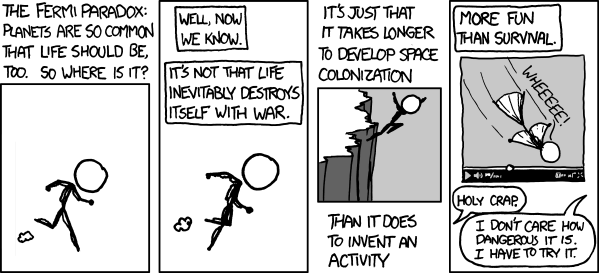 THE FERMI PARADOX:
PLANETS ARE SO COMMON
THAT LIFE SHOULD BE,
TOO. SO WHERE IS IT?
WELL, NOW
WE KNOW.
IT'S NOT THAT LIFE
INEVITABLY DESTROYS
ITSELF WITH WAR.
IT'S JUST THAT
IT TAKES LONGER
TO DEVELOP SPACE
COLONIZATION
THAN IT DOES
TO INVENT AN
ACTIVITY
MORE FUN
THAN SURVIVAL.
WHEEEEE!
HOLY CRAP.
I DON'T CARE HOW
DANGEROUS IT IS.
I HAVE TO TRY IT.